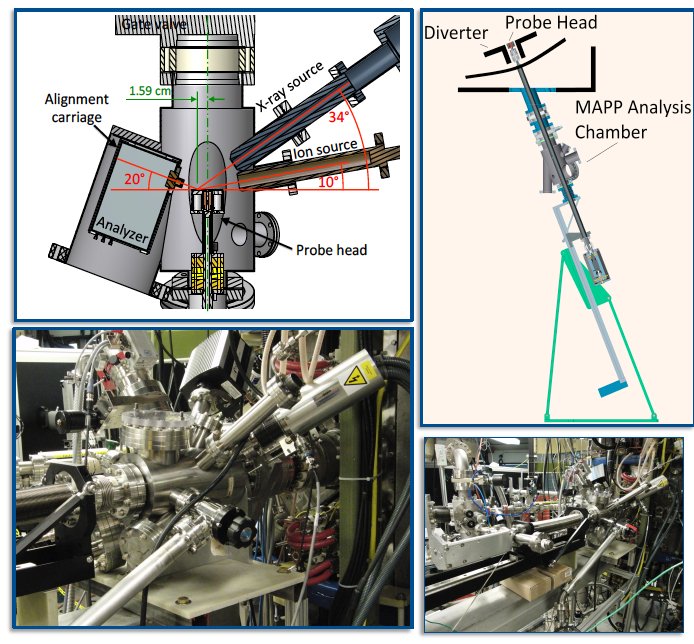 Gate valve
1.59 cm
X-ray source
Alignment
carriage
34°
Ion source
20°
10°
Analyzer
Probe head
Probe Head
Diverter
MAPP Analysis
Chamber